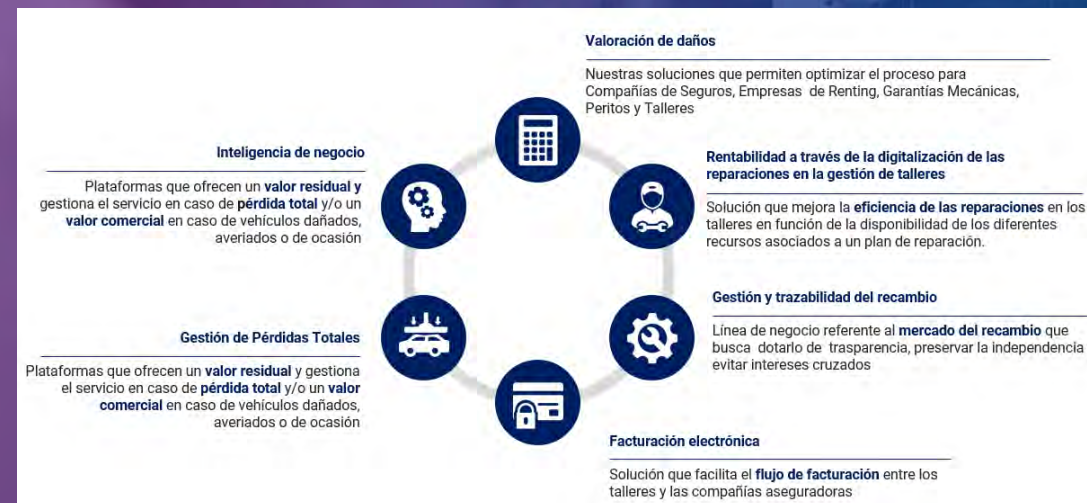 Valoración de daños
Nuestras soluciones que permiten optimizar el proceso para
Compañías de Seguros, Empresas de Renting, Garantías Mecánicas,
Peritos y Talleres
Rentabilidad a través de la digitalización de las
reparaciones en la gestión de talleres
Solución que mejora la eficiencia de las reparaciones en los
talleres en función de la disponibilidad de los diferentes
recursos asociados a un plan de reparación.
Gestión y trazabilidad del recambio
Línea de negocio referente al mercado del recambio que
busca dotarlo de trasparencia, preservar la independencia
evitar intereses cruzados
Facturación electrónica
Solución que facilita el flujo de facturación entre los
talleres y las compañías aseguradoras
Gestión de Pérdidas Totales
Plataformas que ofrecen un valor residual y gestiona
el servicio en caso de pérdida total y/o un valor
comercial en caso de vehículos dañados,
averiados o de ocasión
Inteligencia de negocio
Plataformas que ofrecen un valor residual y
gestiona el servicio en caso de pérdida total y/o un
valor comercial en caso de vehículos dañados,
averiados o de ocasión